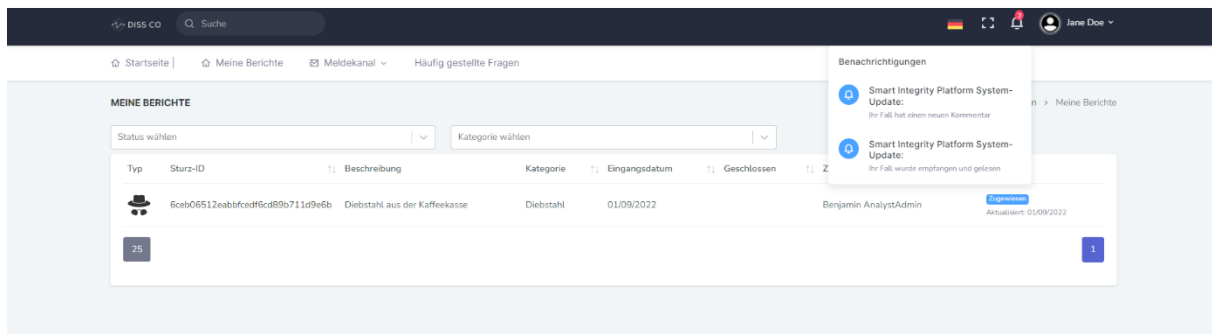 DISS CO
Suche
2
Jane Doe
Startseite |
Meine Berichte
Meldekanal
Häufig gestellte Fragen
Benachrichtigungen
Smart Integrity Platform System-
Update:
Ihr Fall hat einen neuen Kommentar
Smart Integrity Platform System-
Update:
Ihr Fall wurde empfangen und gelesen
MEINE BERICHTE
n > Meine Berichte
Status wählen
Kategorie wählen
Typ Sturz-ID Beschreibung Kategorie Eingangsdatum Geschlossen Z
6ceb06512eabbfcedf6cd89b711d9e6b Diebstahl aus der Kaffeekasse Diebstahl 01/09/2022 Benjamin AnalystAdmin Zugewiesen
Aktualisiert: 01/09/2022
25
1